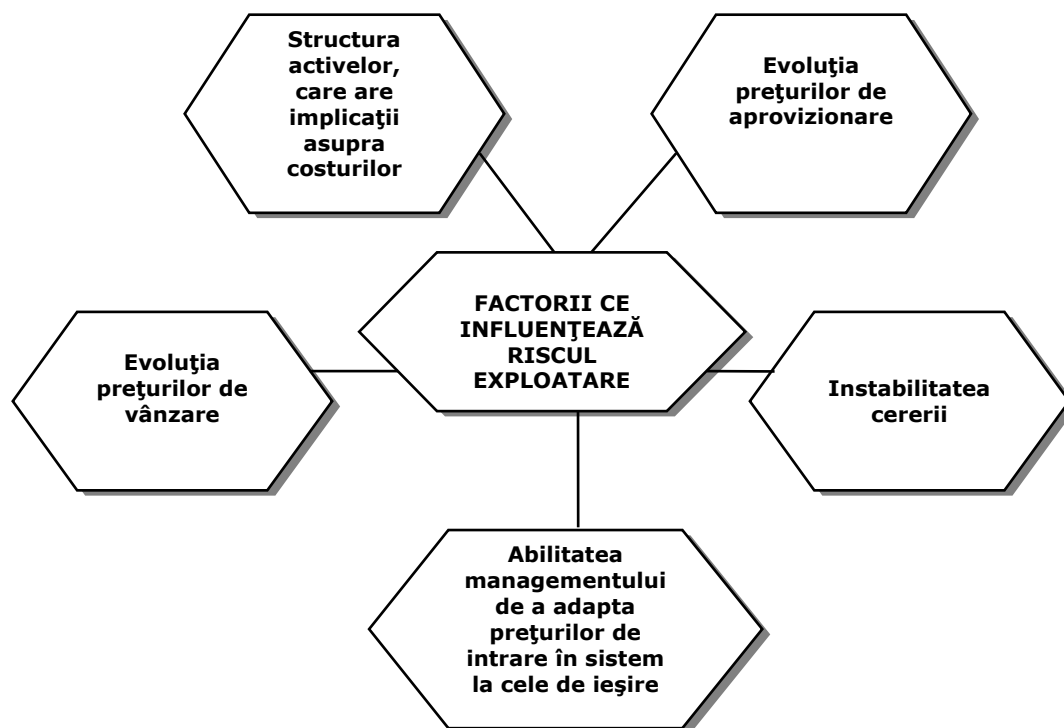 Structura
activelor,
care are
implicaţii
asupra
costurilor
Evoluţia
preţurilor de
aprovizionare
FACTORII CE
INFLUENŢEAZĂ
RISCUL
EXPLOATARE
Evoluţia
preţurilor de
vânzare
Instabilitatea
cererii
Abilitatea
managementului
de a adapta
preţurilor de
intrare în sistem
la cele de ieşire